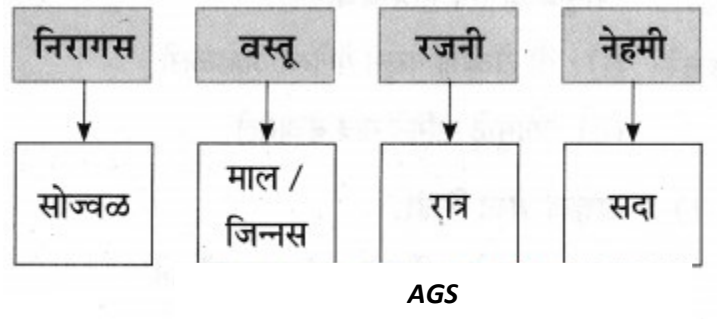 निरागस वस्तू रजनी नेहमी
सोज्वळ माल / जिन्नस रात्र सदा
AGS